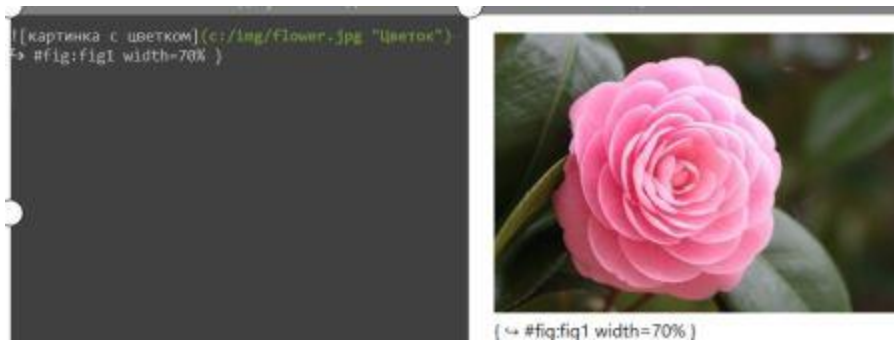 ![картинка с цветком](c:/img/flower.jpg "Цветок")
↪ #fig:fig1 width=70% }
{ ↪ #fig:fig1 width=70% }